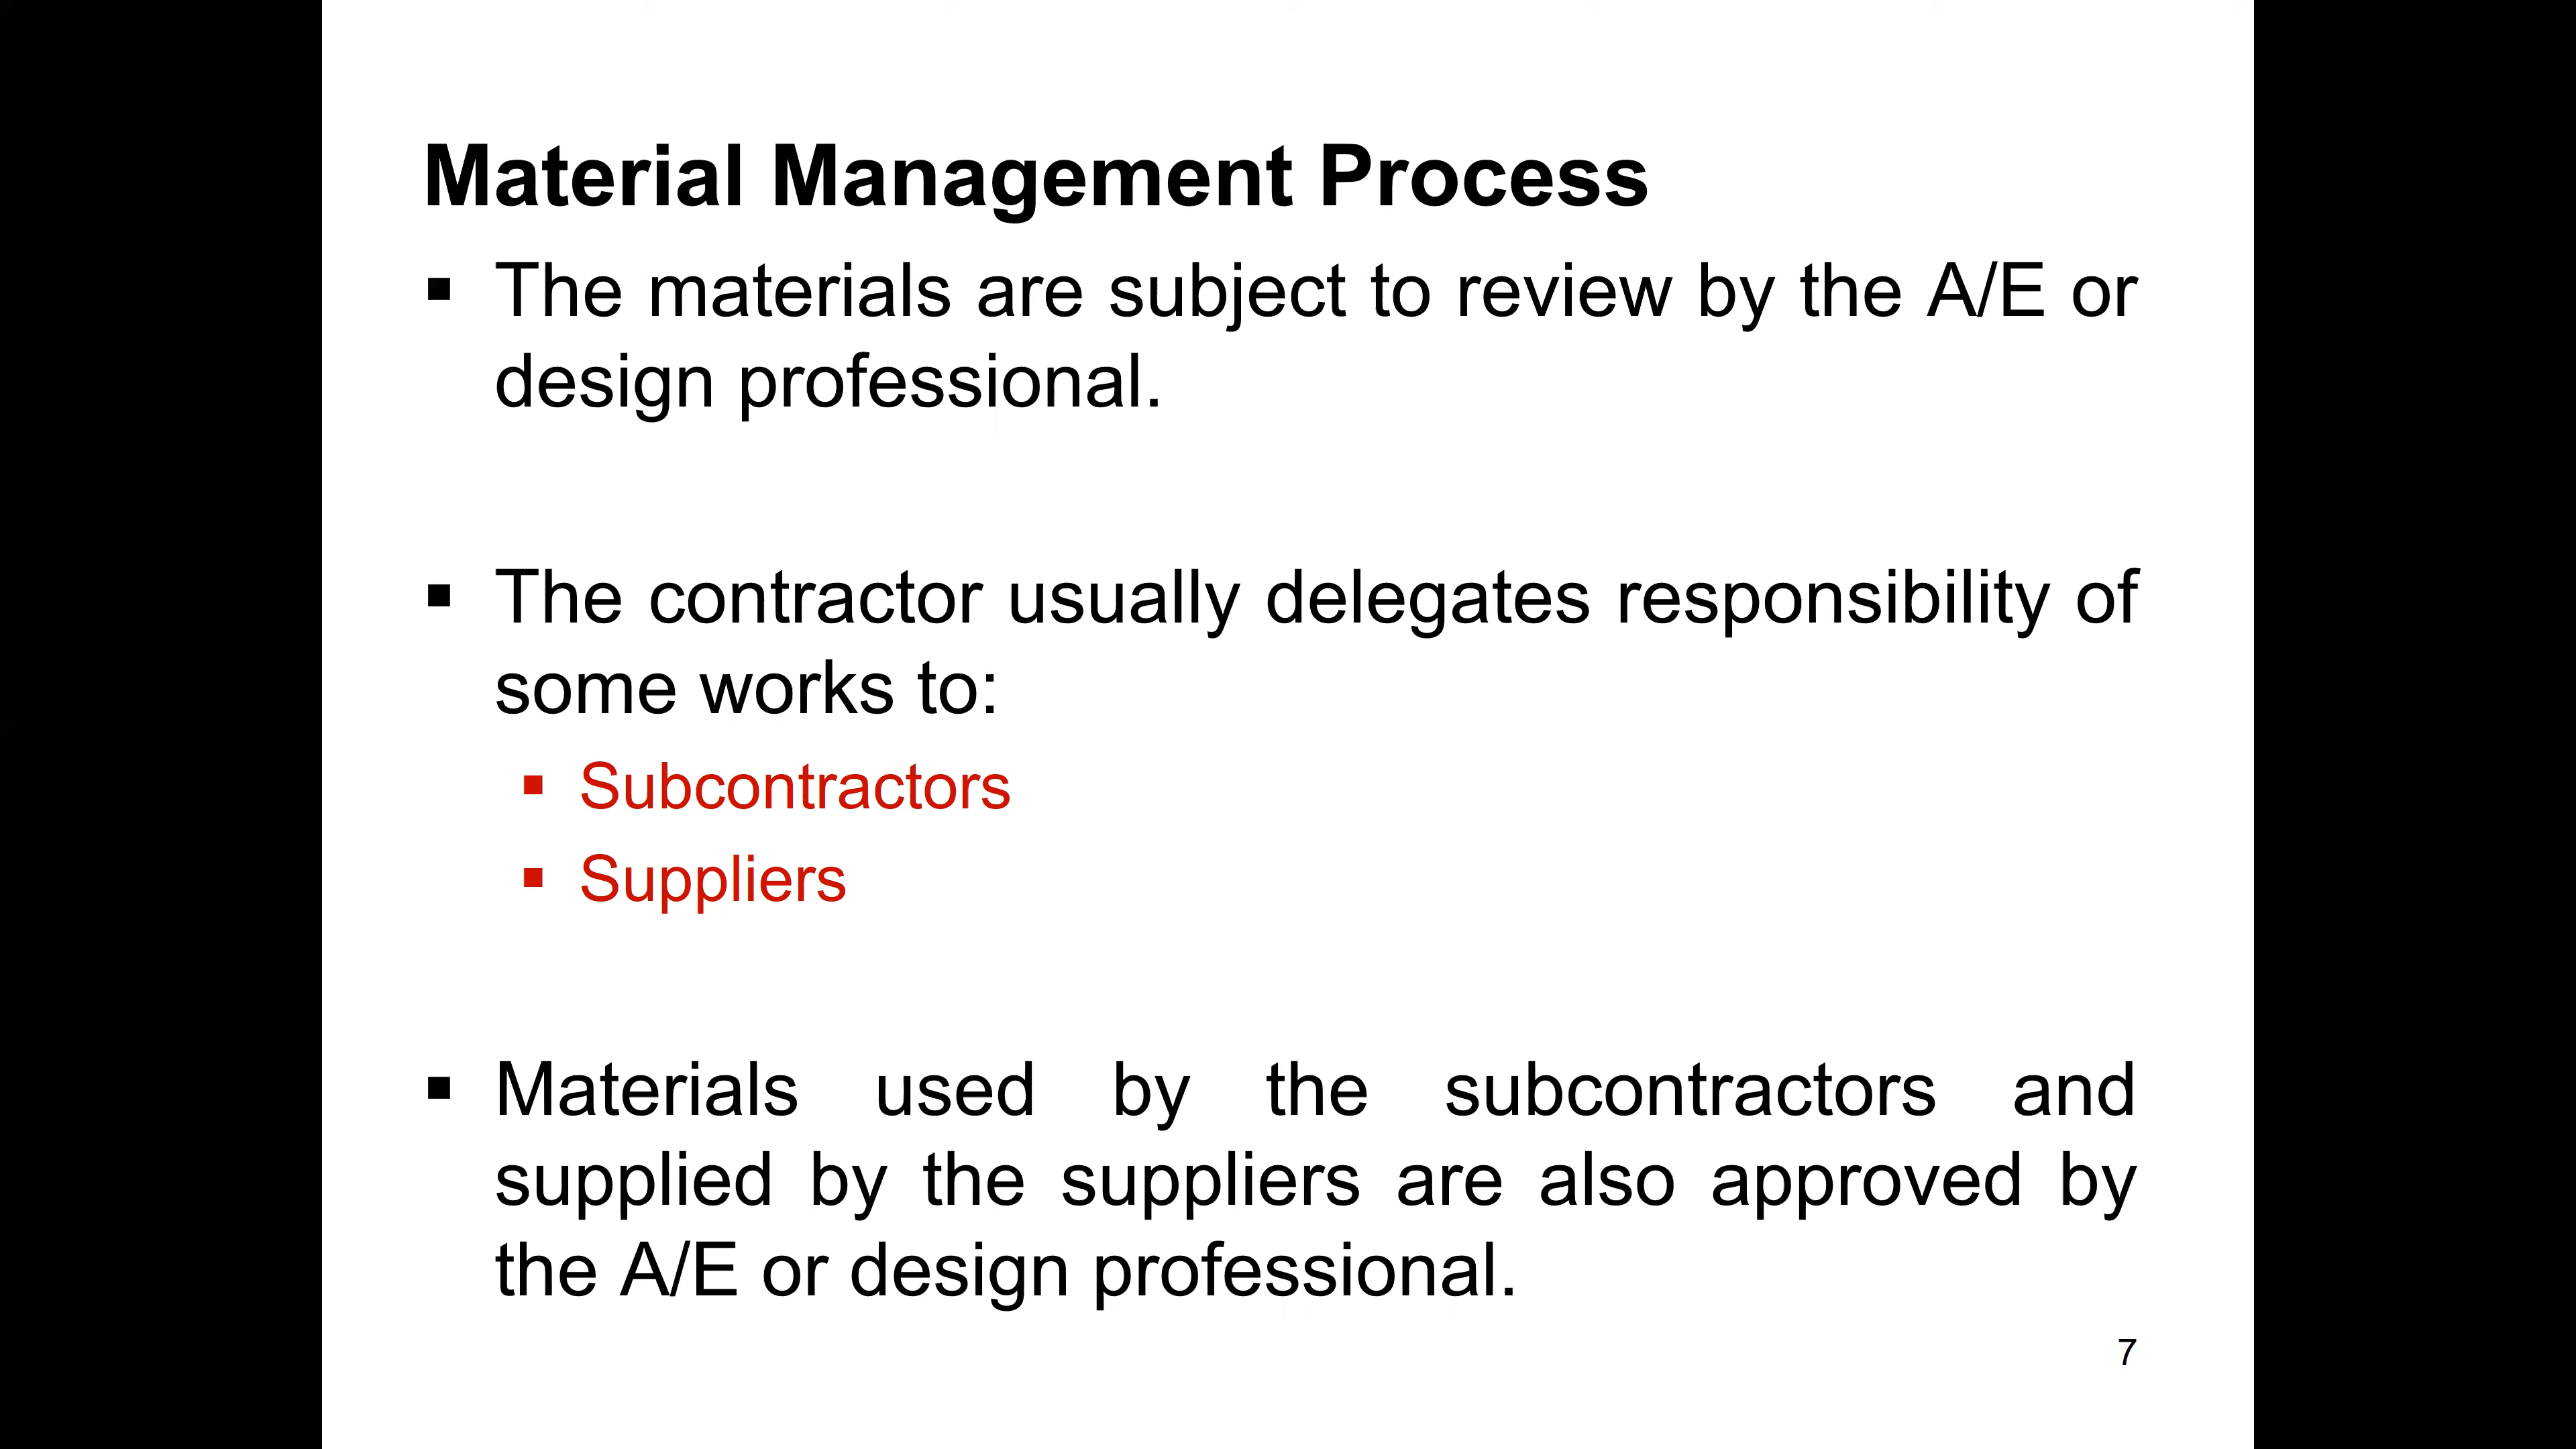 Material Management Process
▪ The materials are subject to review by the A/E or
design professional.
▪ The contractor usually delegates responsibility of
some works to:
▪ Subcontractors
▪ Suppliers
▪ Materials used by the subcontractors and
supplied by the suppliers are also approved by
the A/E or design professional.
7